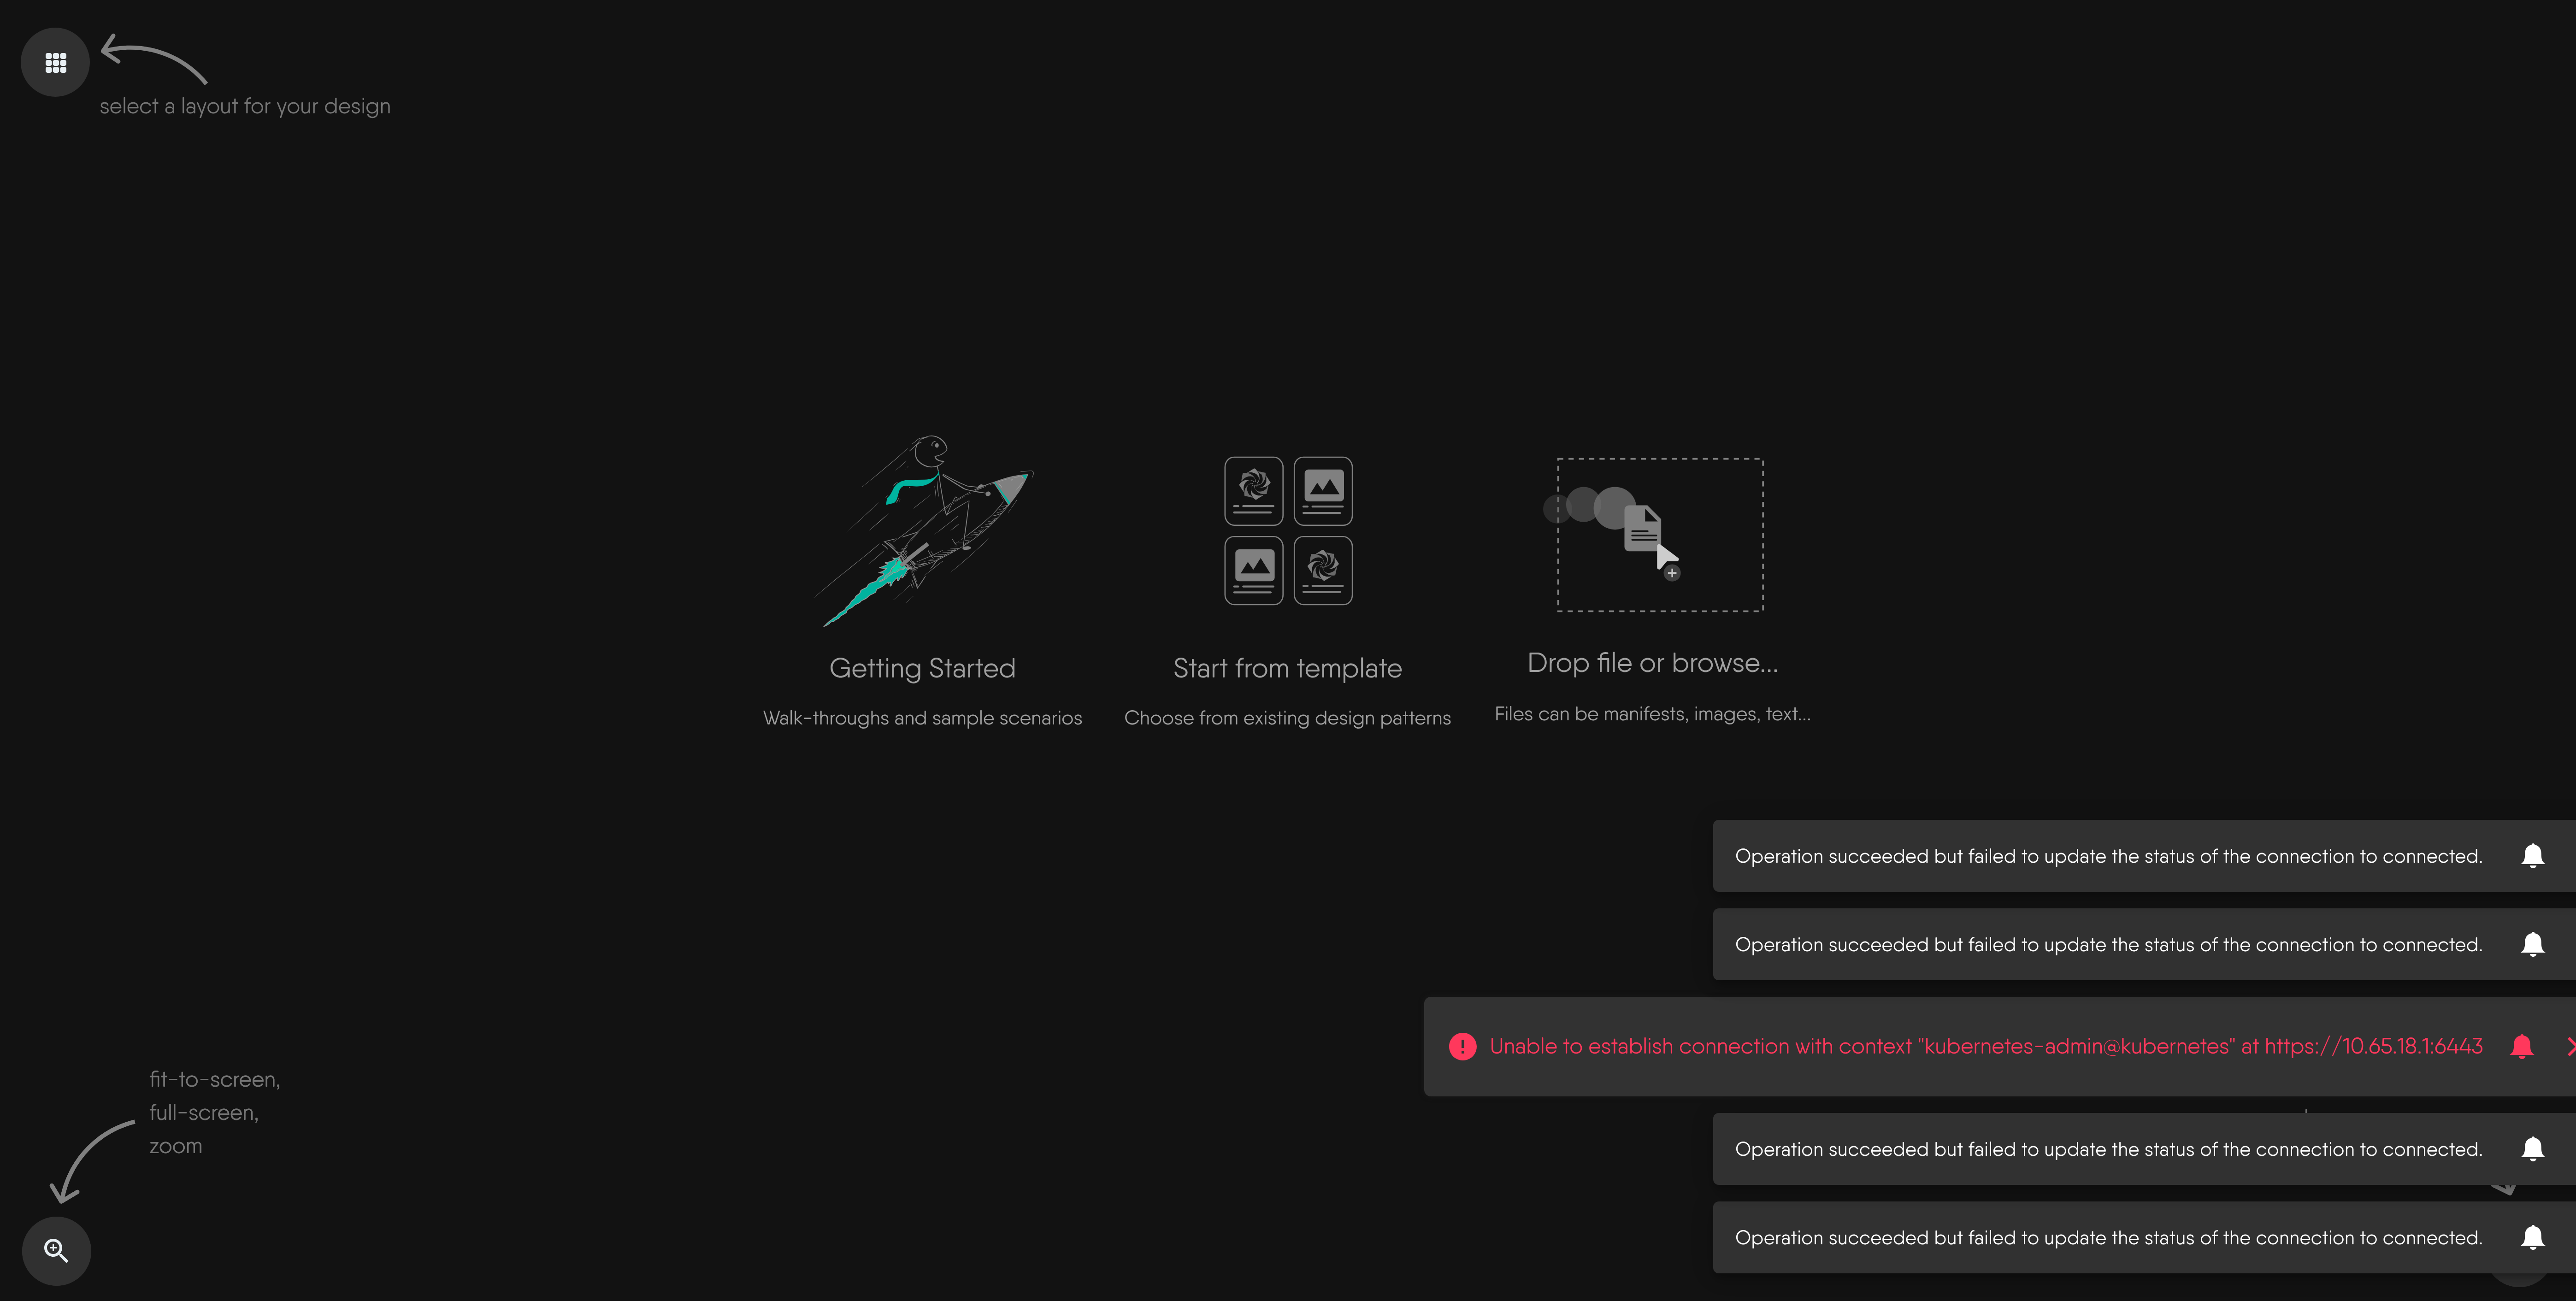 select a layout for your design
Getting Started
Walk-throughs and sample scenarios
Start from template
Choose from existing design patterns
Drop file or browse...
Files can be manifests, images, text...
Operation succeeded but failed to update the status of the connection to connected.
Operation succeeded but failed to update the status of the connection to connected.
Unable to establish connection with context "kubernetes-admin@kubernetes" at https://10.65.18.1:6443
Operation succeeded but failed to update the status of the connection to connected.
Operation succeeded but failed to update the status of the connection to connected.
fit-to-screen,
full-screen,
zoom